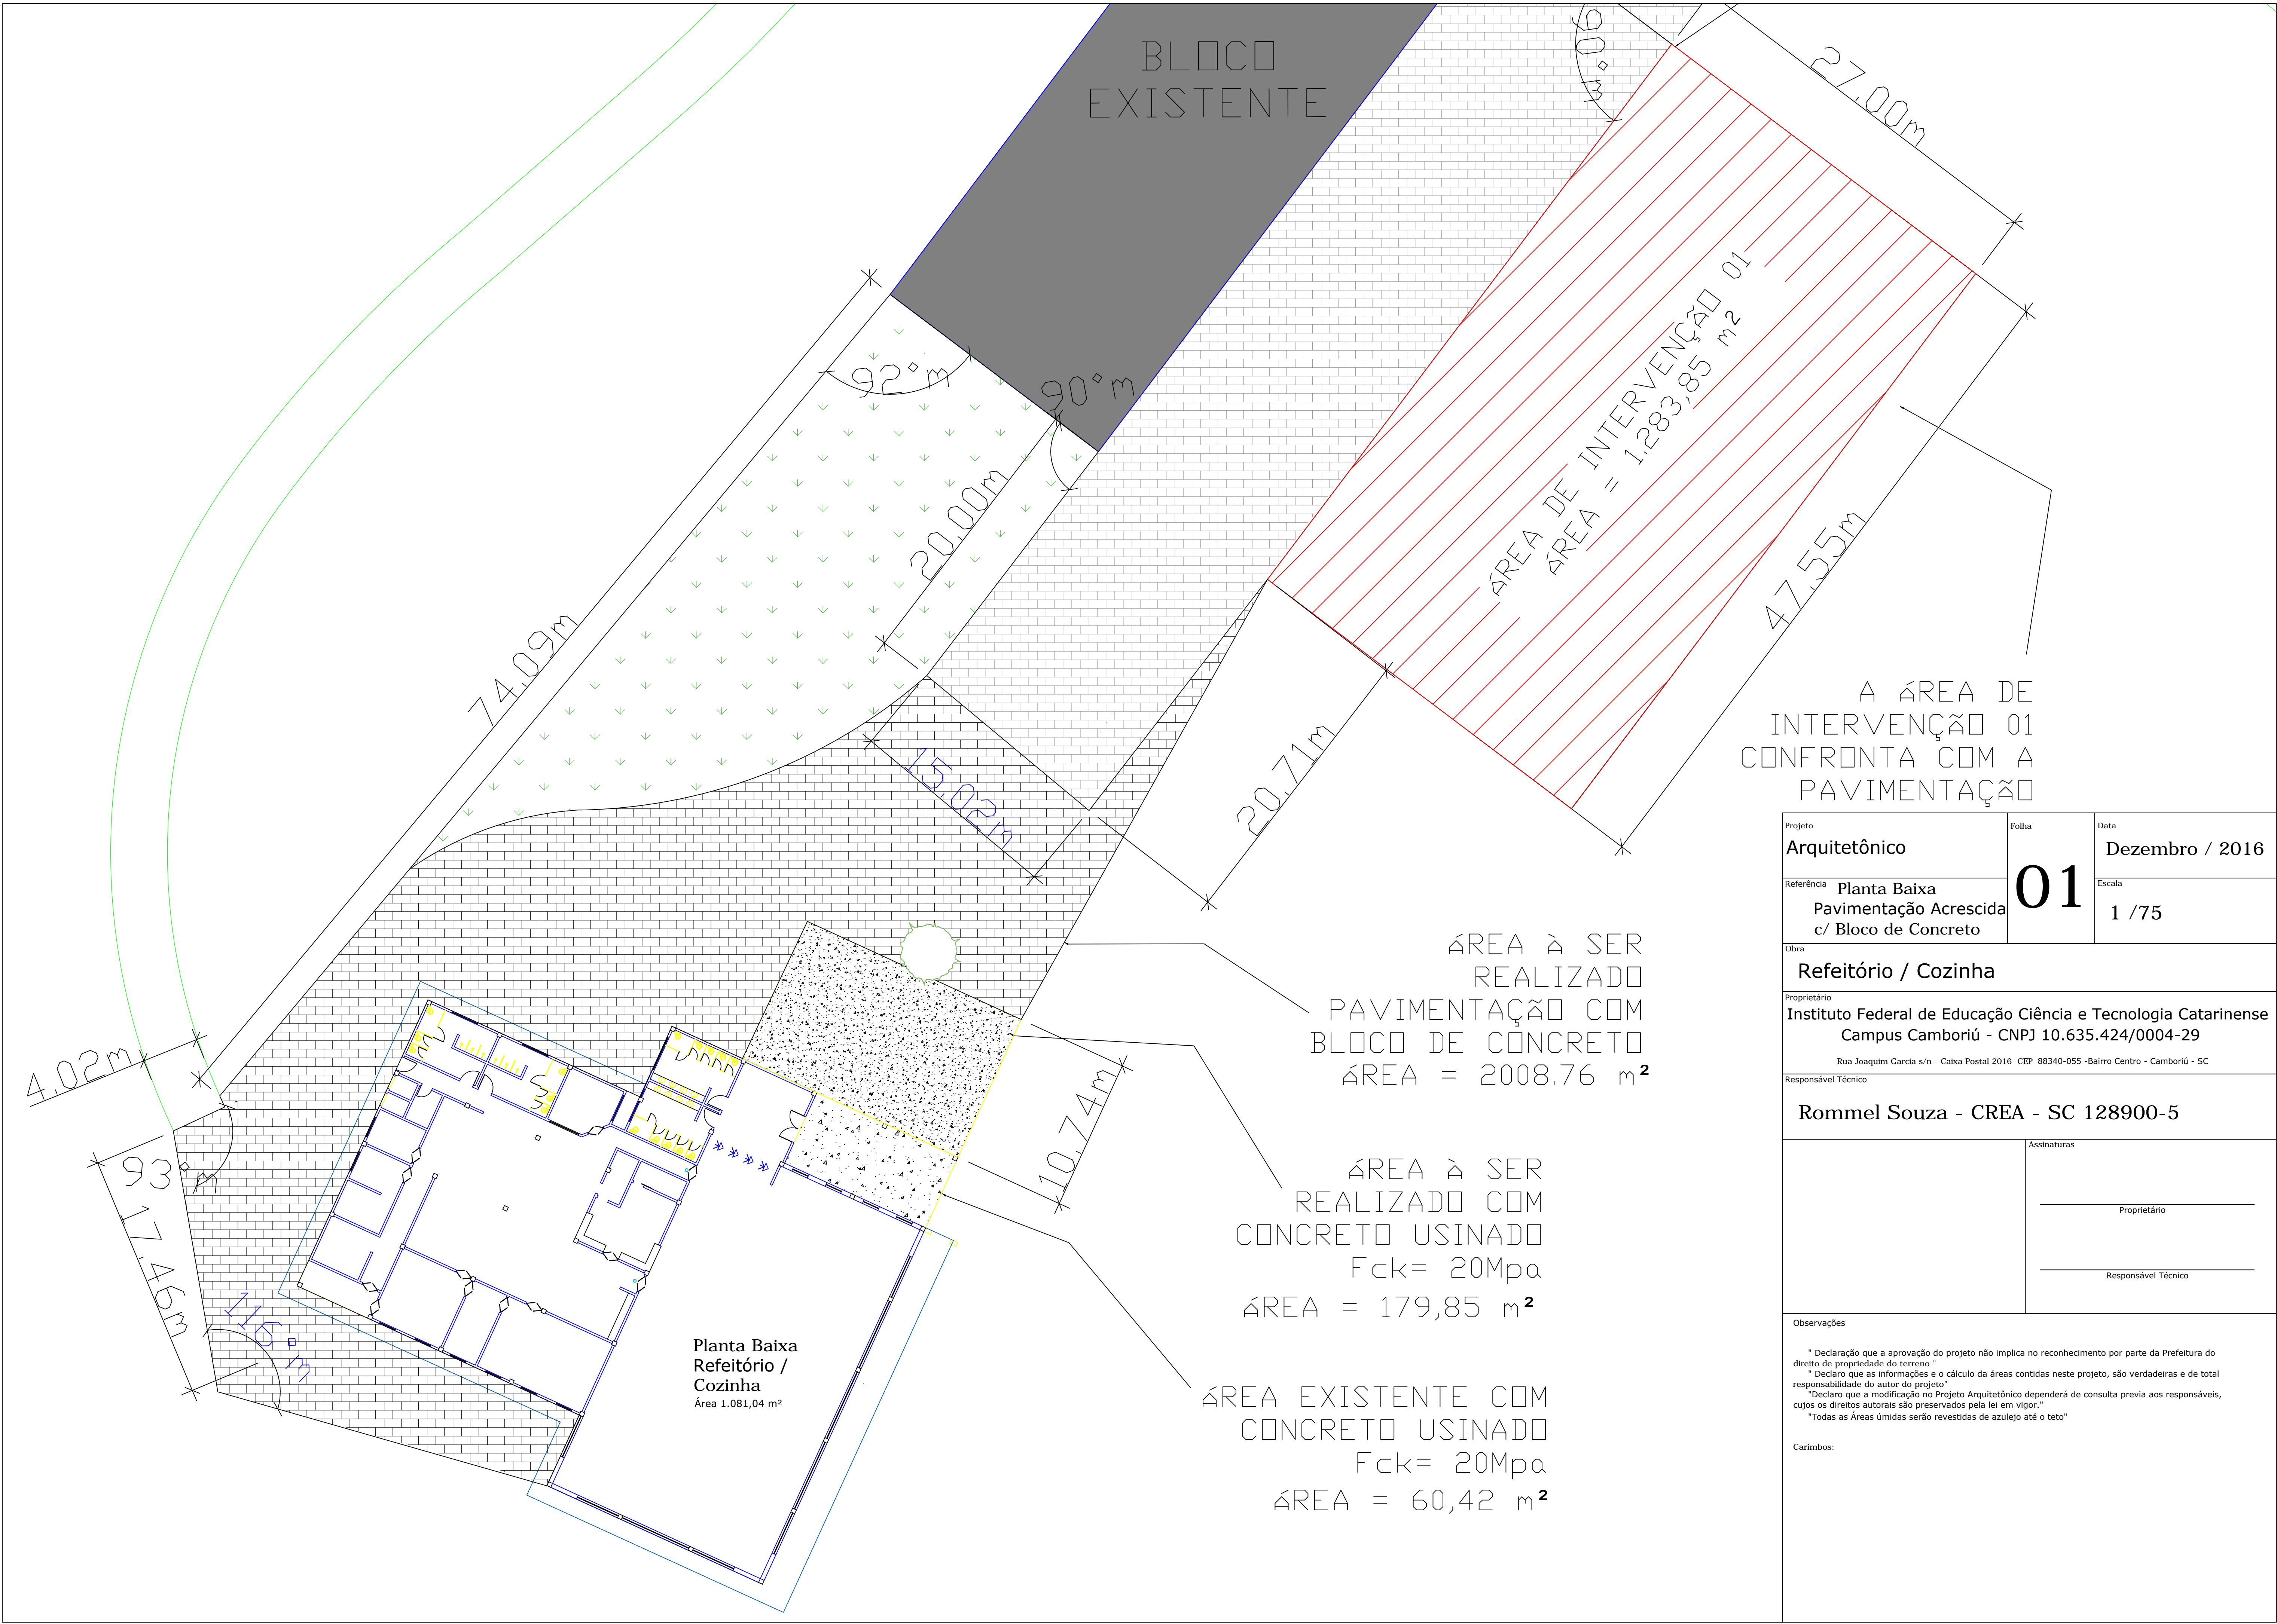 BLOCO
EXISTENTE
90°m
27,00m
92°m
90°m
20,00m
74,09m
ÁREA DE INTERVENÇÃO 01
ÁREA = 1.283,85 m²
47,55m
20,71m
15,02m
A ÁREA DE
INTERVENÇÃO 01
CONFRONTA COM A
PAVIMENTAÇÃO
ÁREA À SER
REALIZADO
PAVIMENTAÇÃO COM
BLOCO DE CONCRETO
ÁREA = 2008.76 m²
4,02m
93°m
17,46m
116°m
10,74m
ÁREA À SER
REALIZADO COM
CONCRETO USINADO
Fck= 20Mpa
ÁREA = 179,85 m²
ÁREA EXISTENTE COM
CONCRETO USINADO
Fck= 20Mpa
ÁREA = 60,42 m²
Planta Baixa
Refeitório /
Cozinha
Área 1.081,04 m²
Projeto
Arquitetônico
Folha
01
Data
Dezembro / 2016
Referência Planta Baixa
Pavimentação Acrescida
c/ Bloco de Concreto
Escala
1 /75
Obra
Refeitório / Cozinha
Proprietário
Instituto Federal de Educação Ciência e Tecnologia Catarinense
Campus Camboriú - CNPJ 10.635.424/0004-29
Rua Joaquim Garcia s/n - Caixa Postal 2016 CEP 88340-055 -Bairro Centro - Camboriú - SC
Responsável Técnico
Rommel Souza - CREA - SC 128900-5
Assinaturas
Proprietário
Responsável Técnico
Observações
" Declaração que a aprovação do projeto não implica no reconhecimento por parte da Prefeitura do
direito de propriedade do terreno "
" Declaro que as informações e o cálculo da áreas contidas neste projeto, são verdadeiras e de total
responsabilidade do autor do projeto"
"Declaro que a modificação no Projeto Arquitetônico dependerá de consulta previa aos responsáveis,
cujos os direitos autorais são preservados pela lei em vigor."
"Todas as Áreas úmidas serão revestidas de azulejo até o teto"
Carimbos: